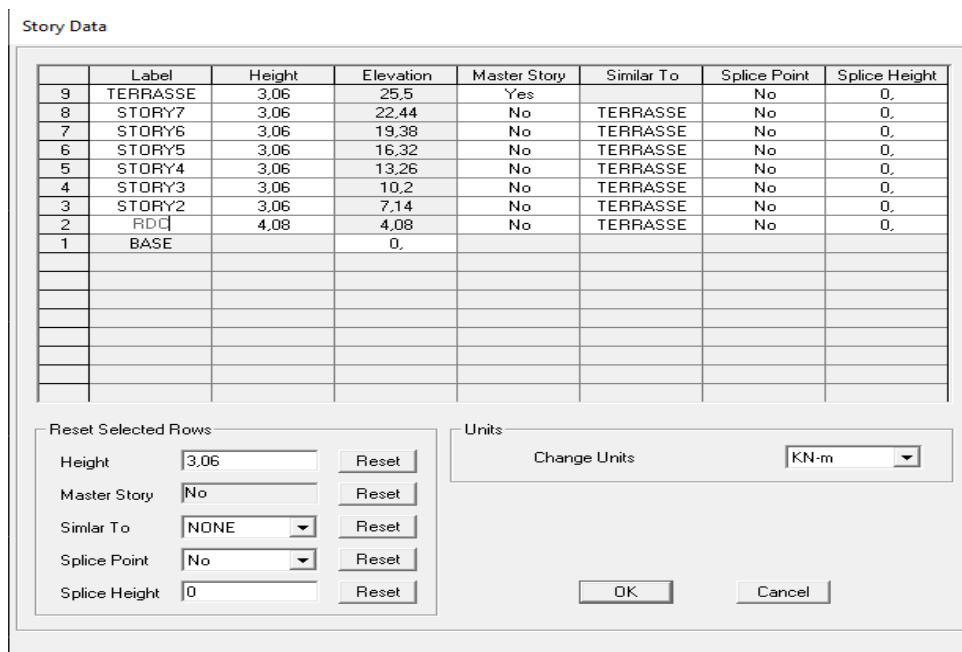 Story Data
Label Height Elevation Master Story Similar To Splice Point Splice Height
9 TERRASSE 3,06 25,5 Yes No 0,
8 STORY7 3,06 22,44 No TERRASSE No 0,
7 STORY6 3,06 19,38 No TERRASSE No 0,
6 STORY5 3,06 16,32 No TERRASSE No 0,
5 STORY4 3,06 13,26 No TERRASSE No 0,
4 STORY3 3,06 10,2 No TERRASSE No 0,
3 STORY2 3,06 7,14 No TERRASSE No 0,
2 RDC 4,08 4,08 No TERRASSE No 0,
1 BASE 0,
Reset Selected Rows
Height 3,06 Reset
Master Story No Reset
Simlar To NONE Reset
Splice Point No Reset
Splice Height 0 Reset
Units
Change Units KN-m
OK Cancel